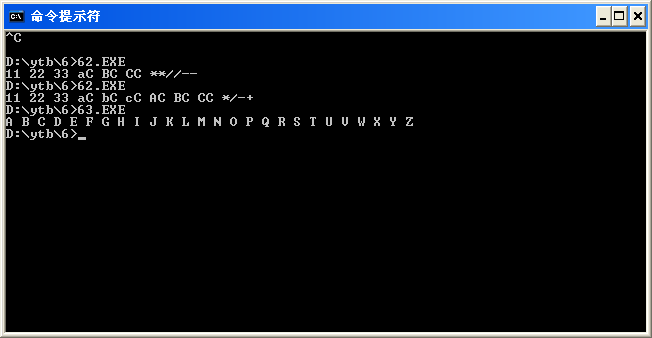 命令提示符
^C
D:\ytb\6>62.EXE
11 22 33 aC BC CC **//--
D:\ytb\6>62.EXE
11 22 33 aC bC cC AC BC CC */-+
D:\ytb\6>63.EXE
A B C D E F G H I J K L M N O P Q R S T U V W X Y Z
D:\ytb\6>_